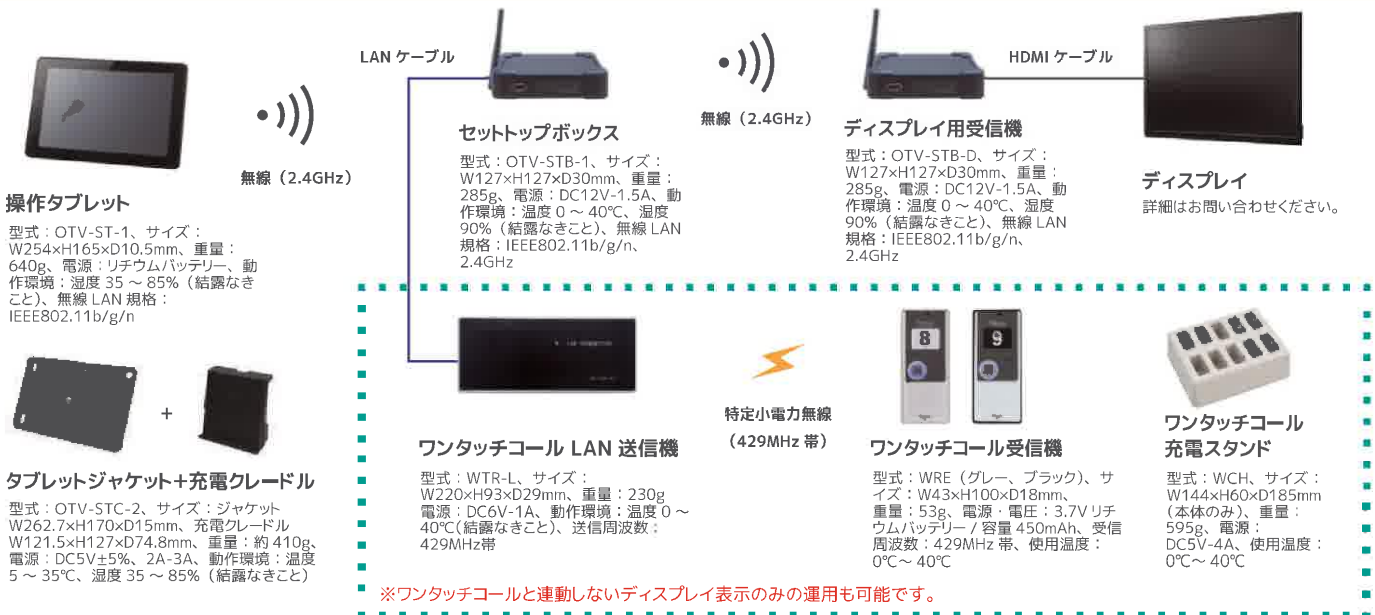 LAN ケーブル
HDMI ケーブル
無線（2.4GHz）
無線（2.4GHz）
操作タブレット
型式：OTV-ST-1、サイズ：
W254×H165×D10.5mm、重量：
640g、電源：リチウムバッテリー、動
作環境：湿度 35 ～ 85%（結露なき
こと）、無線 LAN 規格：
IEEE802.11b/g/n
セットトップボックス
型式：OTV-STB-1、サイズ：
W127×H127×D30mm、重量：
285g、電源：DC12V-1.5A、動
作環境：温度 0 ～ 40℃、湿度
90%（結露なきこと）、無線 LAN
規格：IEEE802.11b/g/n、
2.4GHz
ディスプレイ用受信機
型式：OTV-STB-D、サイズ：
W127×H127×D30mm、重量：
285g、電源：DC12V-1.5A、動
作環境：温度 0 ～ 40℃、湿度
90%（結露なきこと）、無線 LAN
規格：IEEE802.11b/g/n、
2.4GHz
ディスプレイ
詳細はお問い合わせください。
+
タブレットジャケット＋充電クレードル
型式：OTV-STC-2、サイズ：ジャケット
W262.7×H170×D15mm、充電クレードル
W121.5×H127×D74.8mm、重量：約 410g、
電源：DC5V±5%、2A-3A、動作環境：温度
5 ～ 35℃、湿度 35 ～ 85%（結露なきこと）
ワンタッチコール LAN 送信機
型式：WTR-L、サイズ：
W220×H93×D29mm、重量：230g
電源：DC6V-1A、動作環境：温度 0 ～
40℃（結露なきこと）、送信周波数：
429MHz帯
特定小電力無線
（429MHz 帯）
8
9
ワンタッチコール受信機
型式：WRE（グレー、ブラック）、サ
イズ：W43×H100×D18mm、
重量：53g、電源・電圧：3.7V リチ
ウムバッテリー / 容量 450mAh、受信
周波数：429MHz 帯、使用温度：
0℃～ 40℃
ワンタッチコール
充電スタンド
型式：WCH、サイズ：
W144×H60×D185mm
（本体のみ）、重量：
595g、電源：
DC5V-4A、使用温度：
0℃～ 40℃
※ワンタッチコールと連動しないディスプレイ表示のみの運用も可能です。